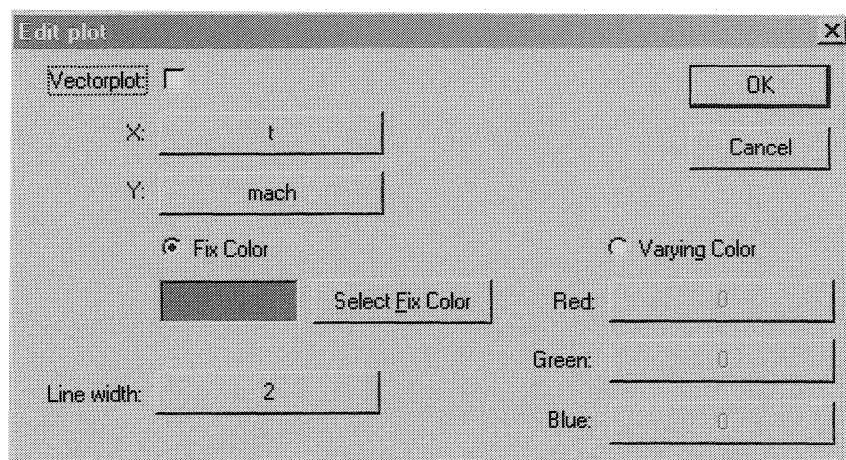 Edit plot
Vectorplot:
OK
X: t
Cancel
Y: mach
Fix Color
Varying Color
Select Fix Color
Red: 0
Green: 0
Line width: 2
Blue: 0